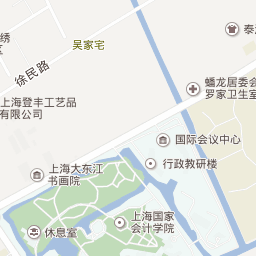 绣
区
吴家宅
泰
徐民路
蟠龙居委会
罗家卫生室
上海登丰工艺品
有限公司
国际会议中心
行政教研楼
上海大东江
书画院
上海国家
会计学院
休息室